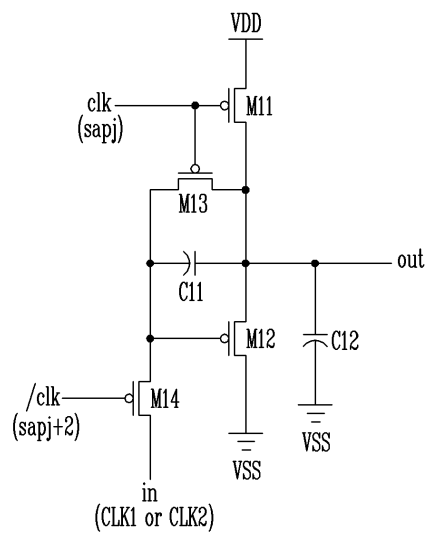 VDD
clk
(sapj)
M11
M13
C11
out
M12
C12
/clk
(sapj+2)
M14
VSS
VSS
in
(CLK1 or CLK2)